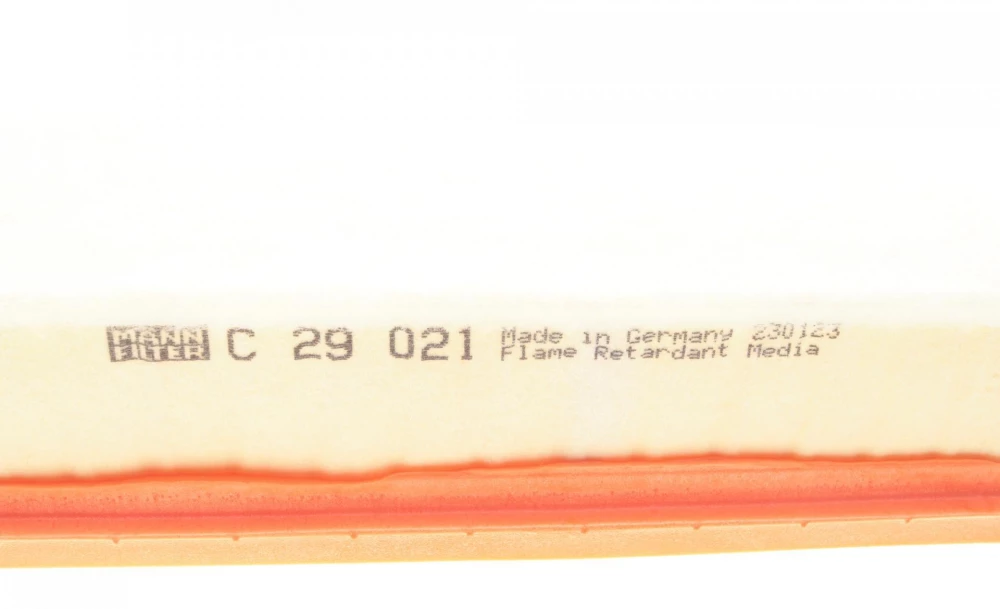 MANN
FILTER
C 29 021
Made in Germany 230123
Flame Retardant Media